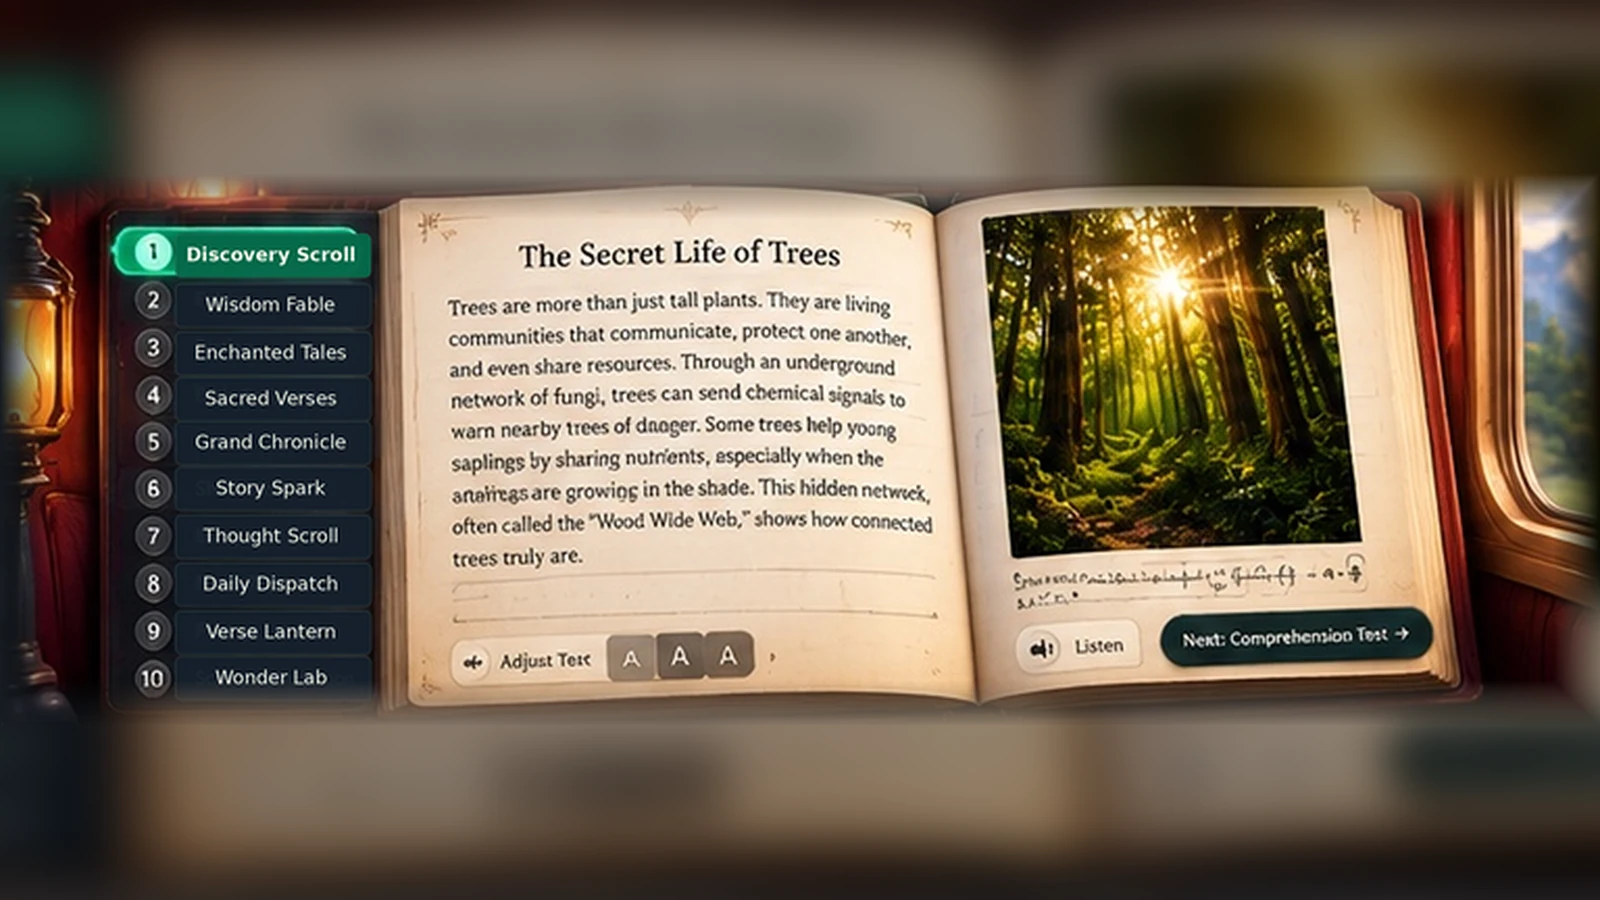 1 Discovery Scroll
2 Wisdom Fable
3 Enchanted Tales
4 Sacred Verses
5 Grand Chronicle
6 Story Spark
7 Thought Scroll
8 Daily Dispatch
9 Verse Lantern
10 Wonder Lab
The Secret Life of Trees
Trees are more than just tall plants. They are living
communities that communicate, protect one another,
and even share resources. Through an underground
network of fungi, trees can send chemical signals to
warn nearby trees of danger. Some trees help yoong
saplings by sharing nutrients, especially when the
are growing in the shade. This hidden network,
often called the "Wood Wide Web," shows how connected
trees truly are.
Adjust A A A
Listen
Next: Comprehension Test →